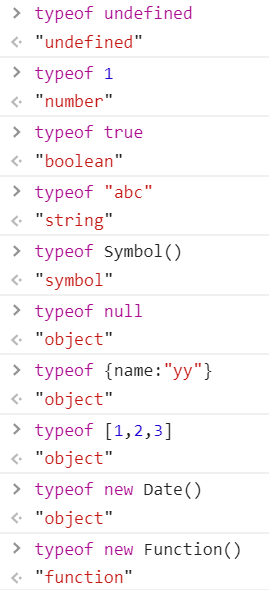 > typeof undefined
<· "undefined"
> typeof 1
<· "number"
> typeof true
<· "boolean"
> typeof "abc"
<· "string"
> typeof Symbol()
<· "symbol"
> typeof null
<· "object"
> typeof {name:"yy"}
<· "object"
> typeof [1,2,3]
<· "object"
> typeof new Date()
<· "object"
> typeof new Function()
<· "function"